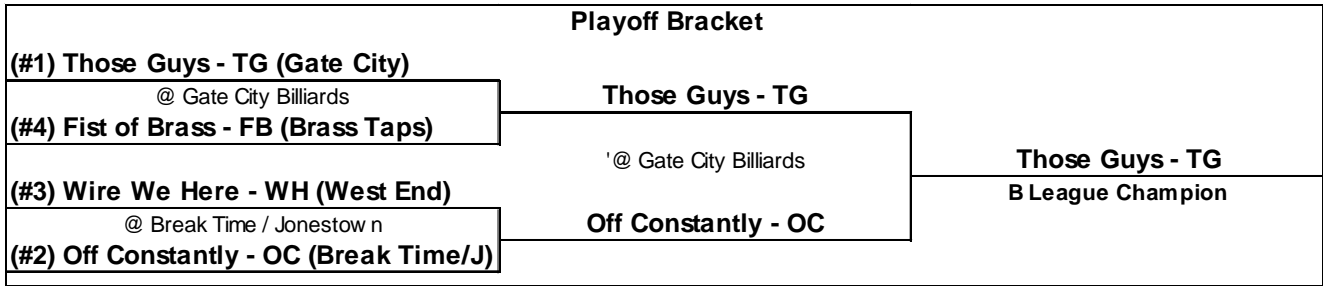 Playoff Bracket
(#1) Those Guys - TG (Gate City)
@ Gate City Billiards
(#4) Fist of Brass - FB (Brass Taps)
(#3) Wire We Here - WH (West End)
@ Break Time / Jonestown
(#2) Off Constantly - OC (Break Time/J)
Those Guys - TG
'@ Gate City Billiards
Off Constantly - OC
Those Guys - TG
B League Champion